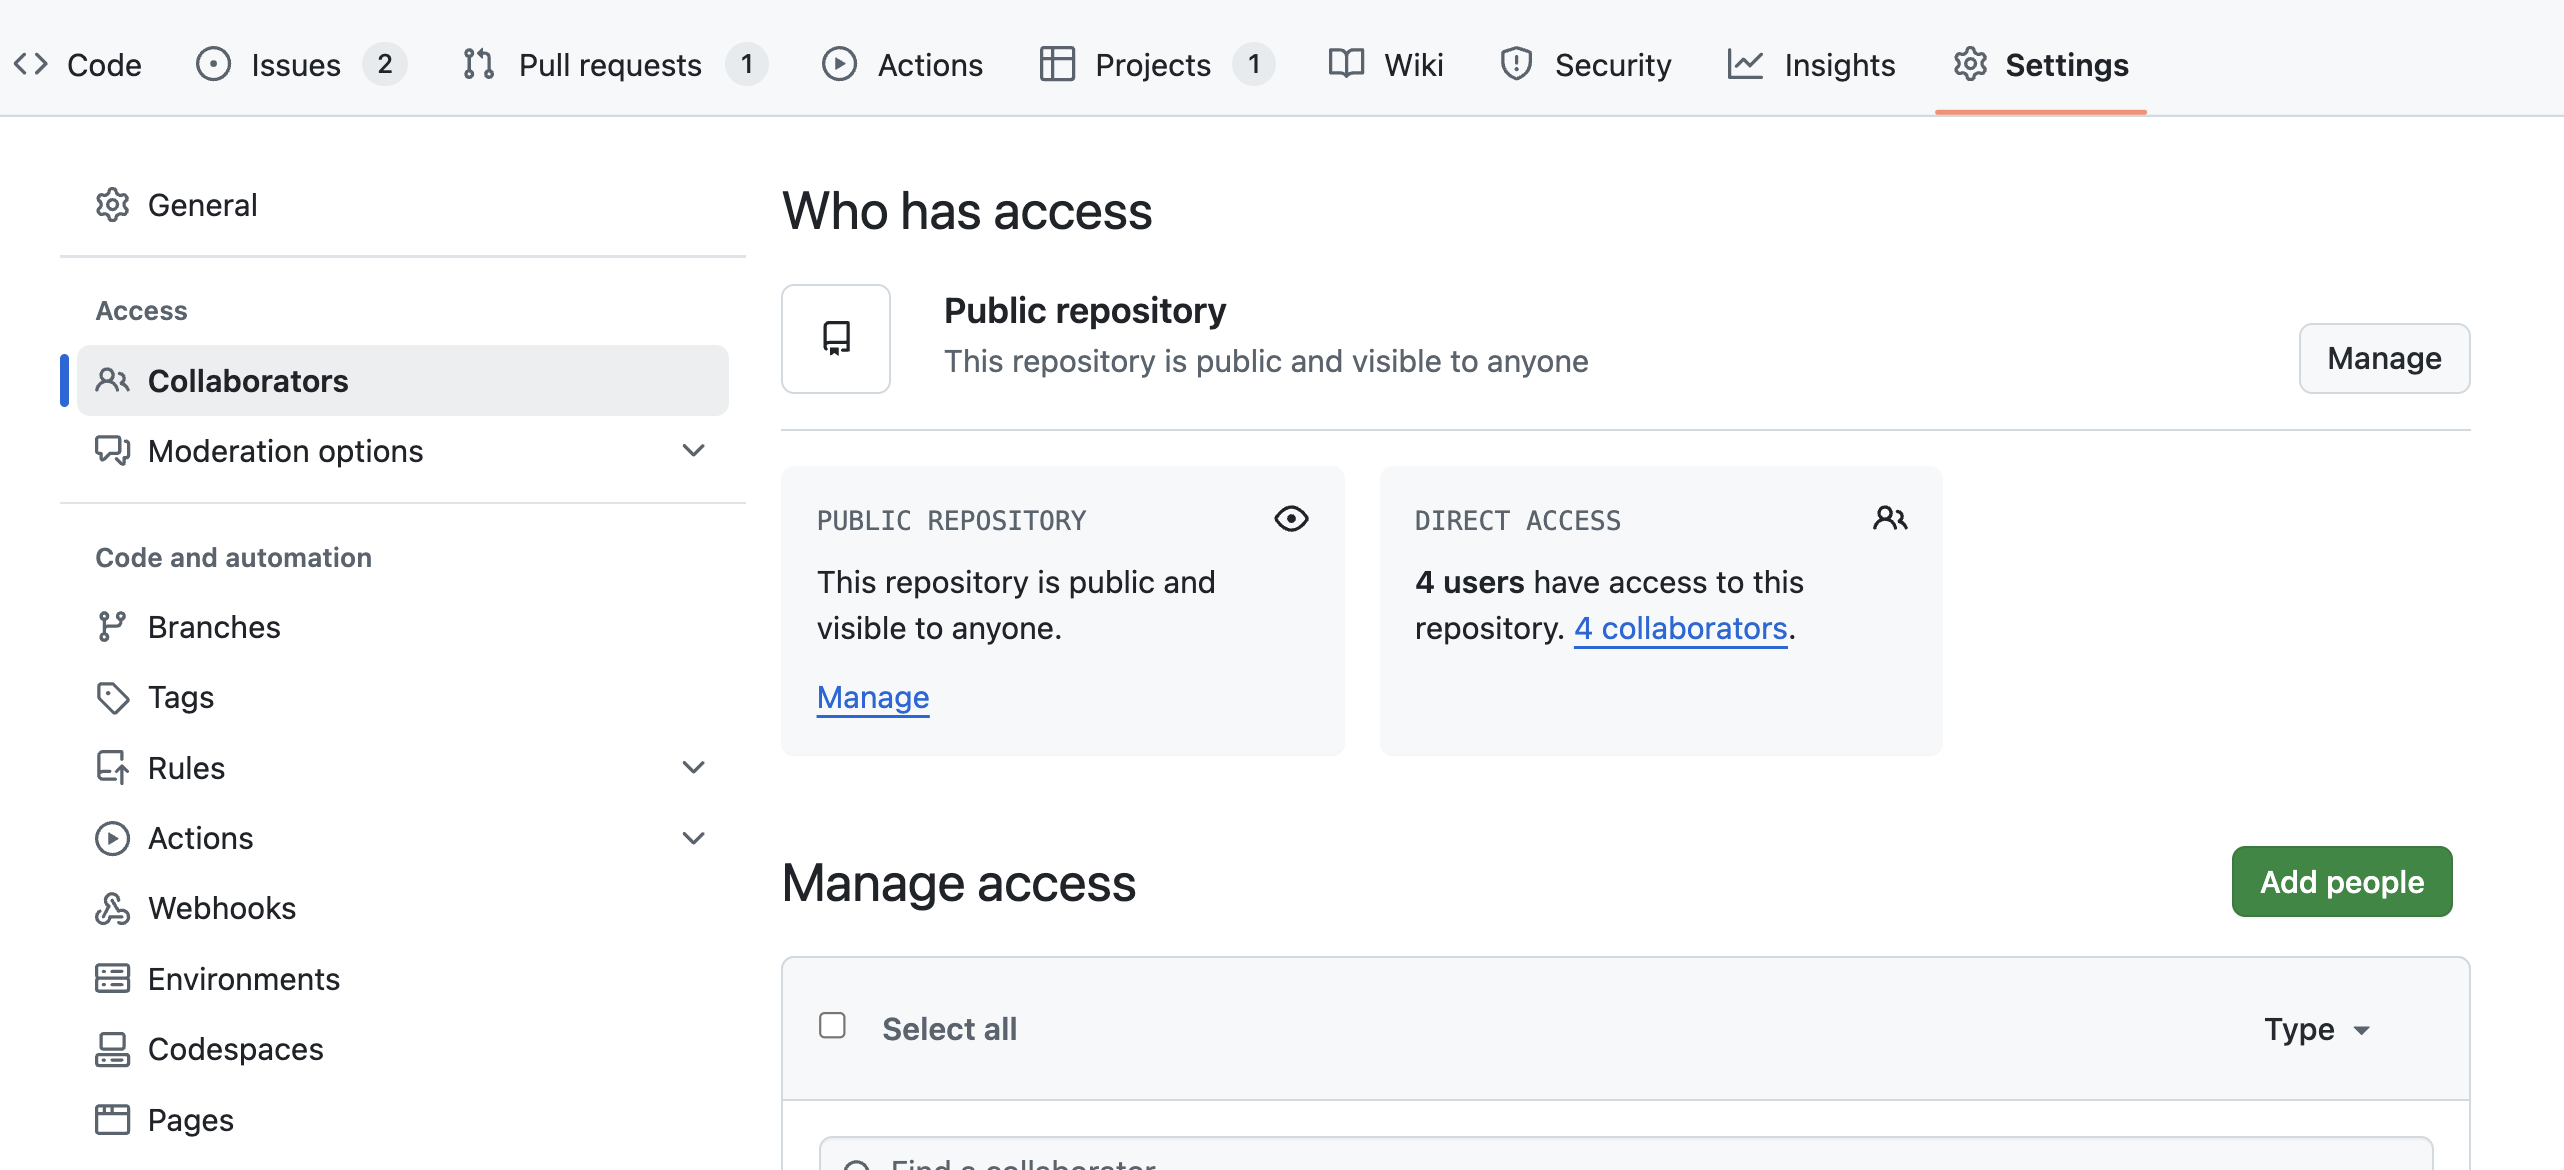 Code Issues 2 Pull requests 1 Actions Projects 1 Wiki Security Insights Settings
General
Access
Collaborators
Moderation options
Code and automation
Branches
Tags
Rules
Actions
Webhooks
Environments
Codespaces
Pages
Who has access
Public repository
This repository is public and visible to anyone
Manage
PUBLIC REPOSITORY
This repository is public and
visible to anyone.
Manage
DIRECT ACCESS
4 users have access to this
repository. 4 collaborators.
Manage access
Add people
Select all
Type
Find a collaborator